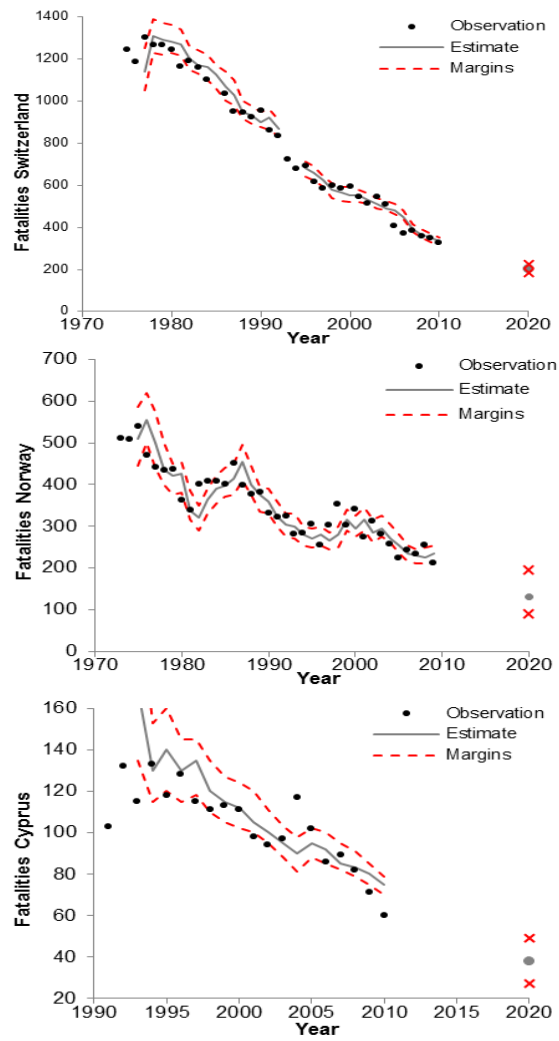 1400
1200
1000
800
600
400
200
0
Fatalities Switzerland
Observation
Estimate
Margins
1970 1980 1990 2000 2010 2020
Year
700
600
500
400
300
200
100
0
Fatalities Norway
Observation
Estimate
Margins
1970 1980 1990 2000 2010 2020
Year
160
140
120
100
80
60
40
20
Fatalities Cyprus
Observation
Estimate
Margins
1990 1995 2000 2005 2010 2015 2020
Year